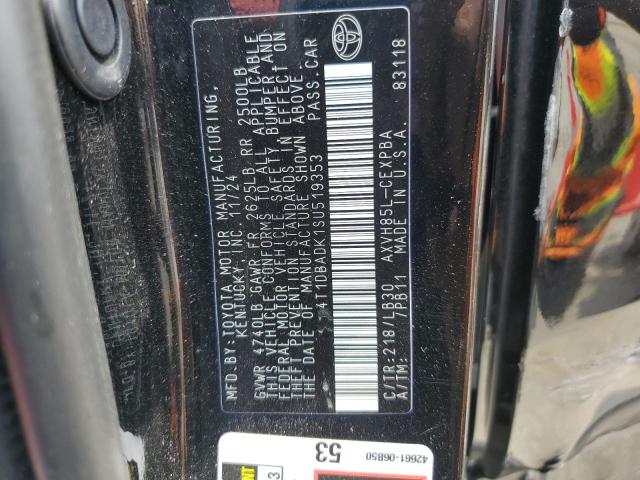 MFD.BY:TOYOTA MOTOR MANUFACTURING,
KENTUCKY, INC. 11/24
GVWR 4740LB GAWR FR 2625LB RR 2500LB
THIS VEHICLE CONFORMS TO ALL APPLICABLE
FEDERAL MOTOR VEHICLE SAFETY, BUMPER AND
THEFT PREVENTION STANDARDS IN EFFECT ON
THE DATE OF MANUFACTURE SHOWN ABOVE.
4T1DBADK1SU519353 PASS.CAR
C/TR:218/LB30 AXVH85L-CEXPBA
A/TM: 7PB11 MADE IN U.S.A. 83118
53
42661-06B50